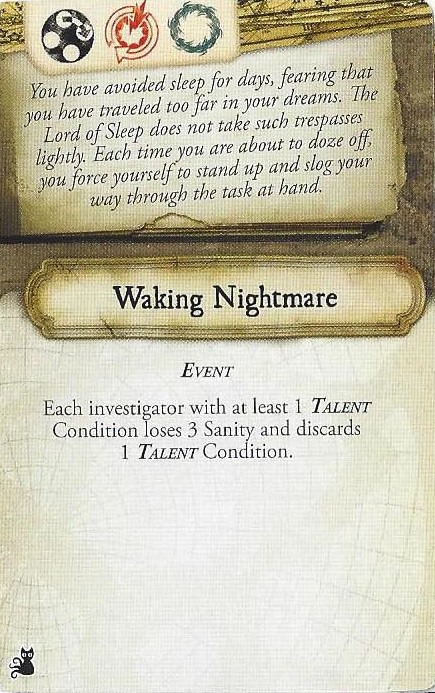 You have avoided sleep for days, fearing that
you have traveled too far in your dreams. The
Lord of Sleep does not take such trespasses
lightly. Each time you are about to doze off,
you force yourself to stand up and slog your
way through the task at hand.
Waking Nightmare
EVENT
Each investigator with at least 1 TALENT
Condition loses 3 Sanity and discards
1 TALENT Condition.